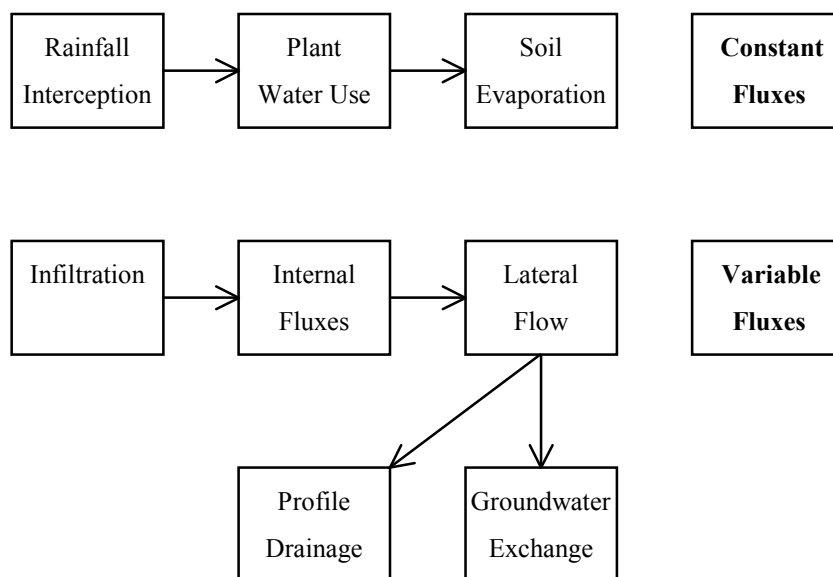 Rainfall
Interception
Plant
Water Use
Soil
Evaporation
Constant
Fluxes
Infiltration
Internal
Fluxes
Lateral
Flow
Variable
Fluxes
Profile
Drainage
Groundwater
Exchange